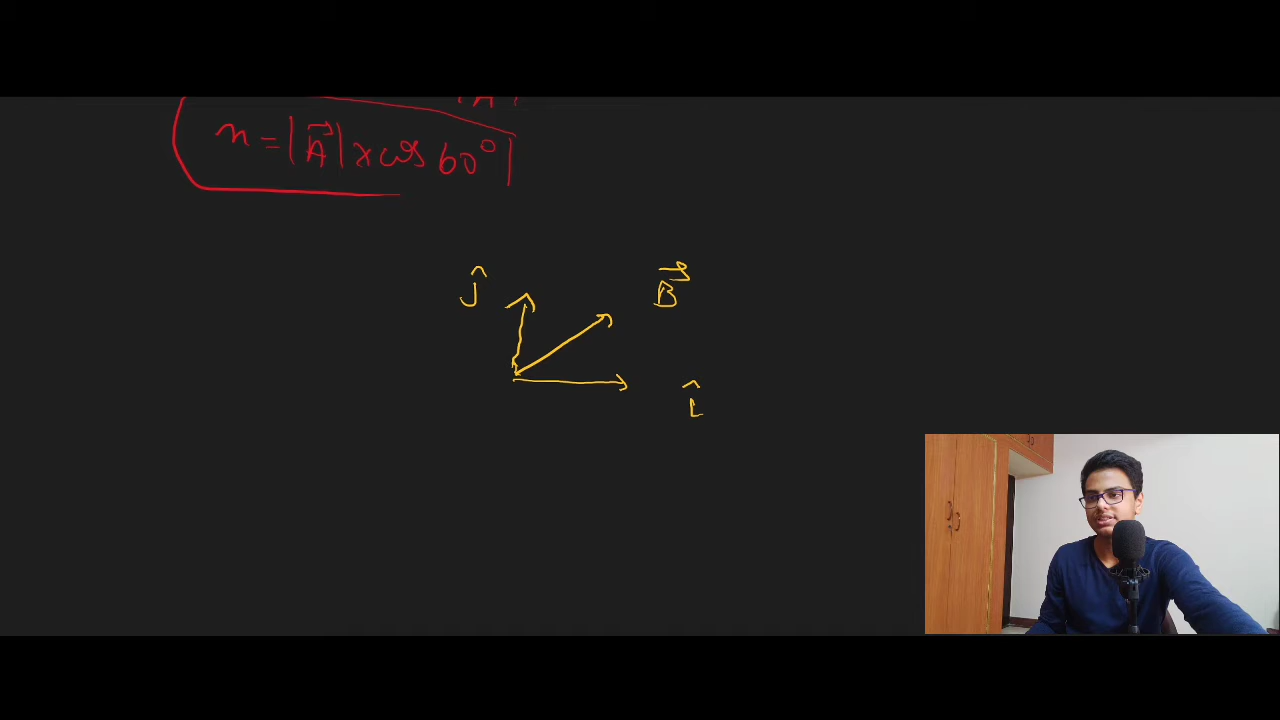 |A|
n = |A⃗| x cos 60°
ĵ
B⃗
î